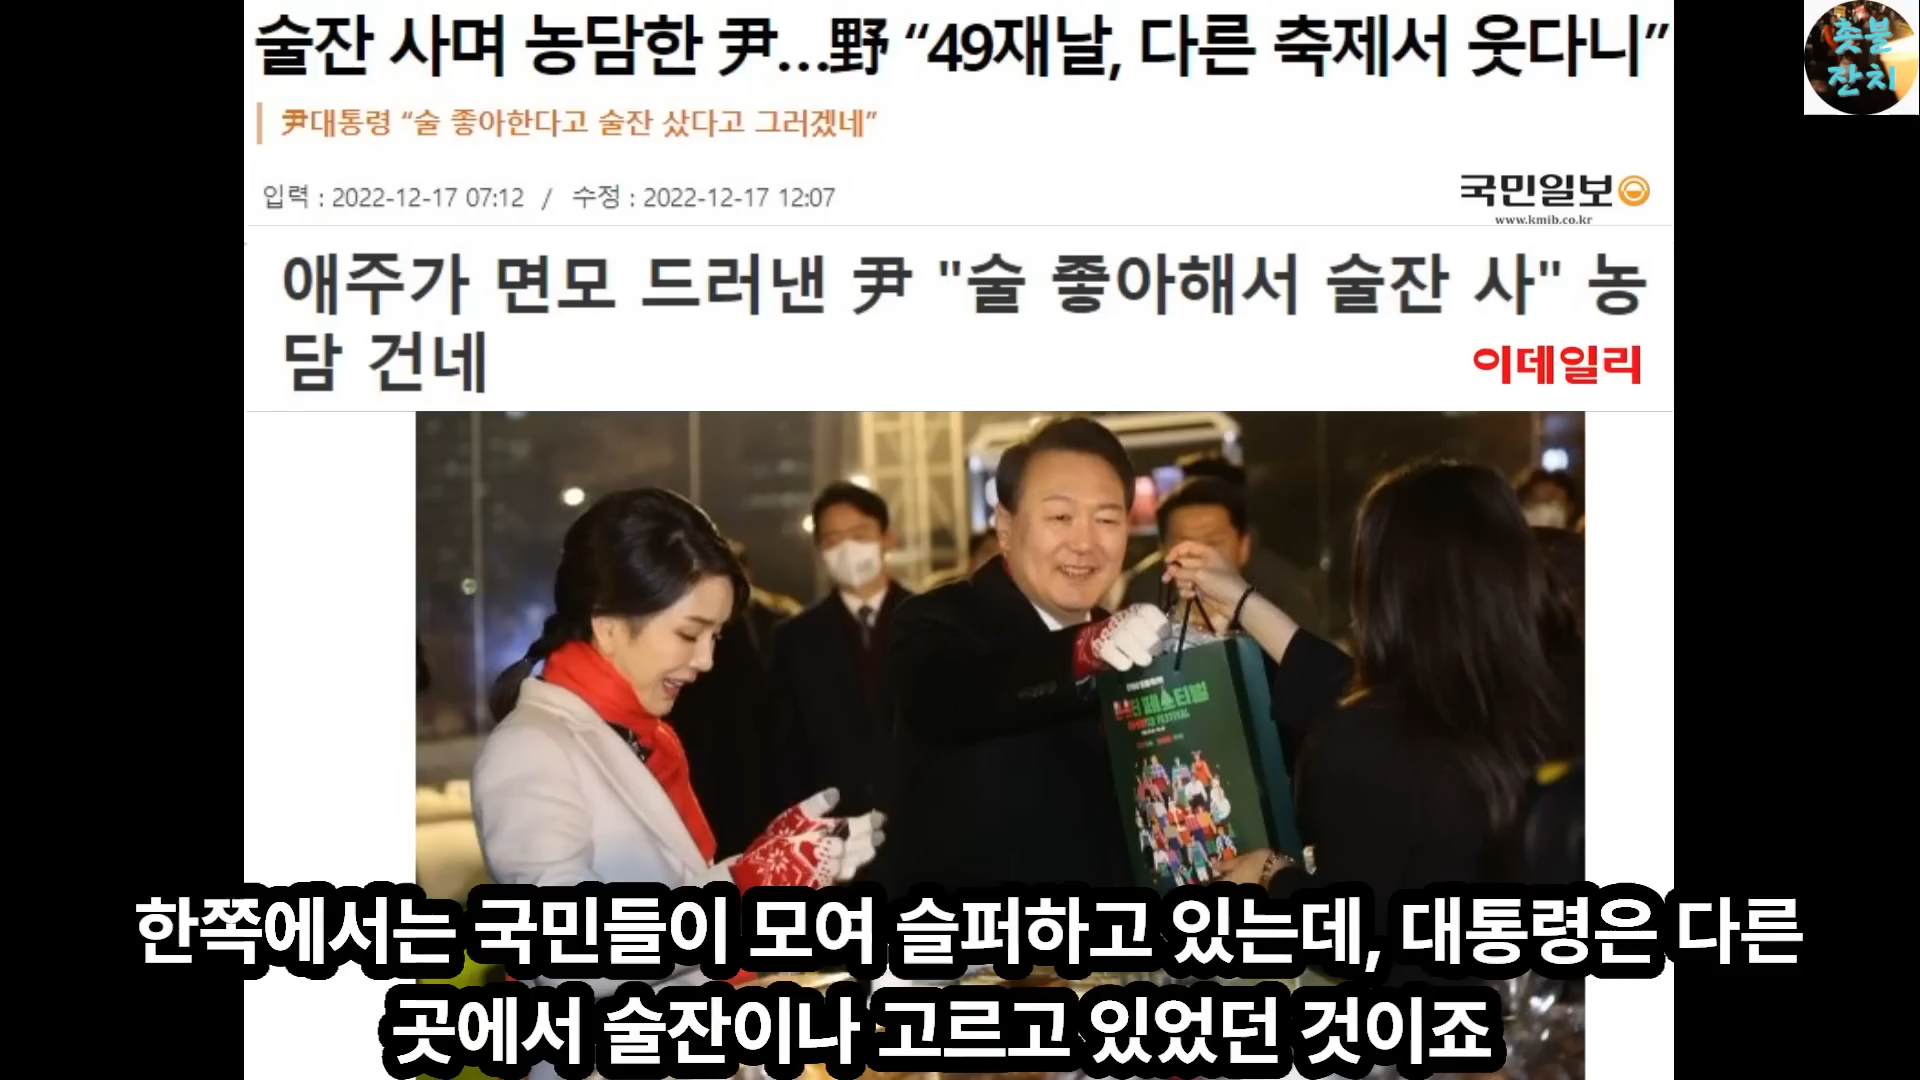 술잔 사며 농담한 尹…野 “49재날, 다른 축제서 웃다니”
촛불
잔치
尹대통령 “술 좋아한다고 술잔 샀다고 그러겠네”
입력 : 2022-12-17 07:12 / 수정 : 2022-12-17 12:07
국민일보
www.kmib.co.kr
애주가 면모 드러낸 尹 "술 좋아해서 술잔 사" 농
담 건네
이데일리
페스티벌
한쪽에서는 국민들이 모여 슬퍼하고 있는데, 대통령은 다른
곳에서 술잔이나 고르고 있었던 것이죠